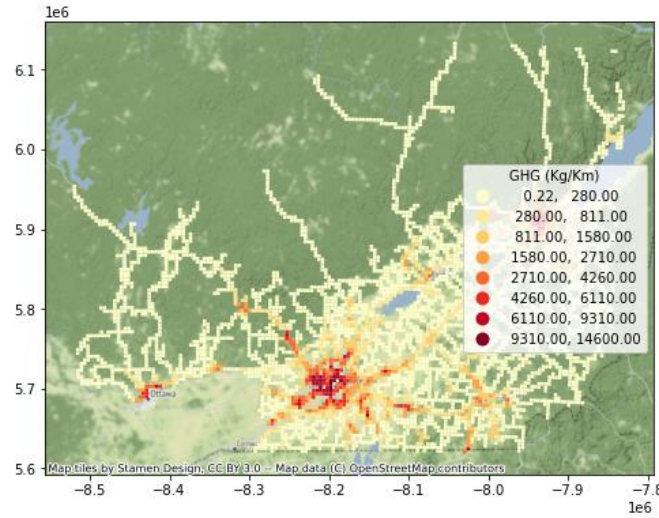 1e6
6.1
6.0
5.9
5.8
5.7
5.6
GHG (Kg/Km)
0.22, 280.00
280.00, 811.00
811.00, 1580.00
1580.00, 2710.00
2710.00, 4260.00
4260.00, 6110.00
6110.00, 9310.00
9310.00, 14600.00
Ottawa
Map tiles by Stamen Design, CC BY 3.0 -- Map data (C) OpenStreetMap contributors
−8.5 −8.4 −8.3 −8.2 −8.1 −8.0 −7.9
1e6